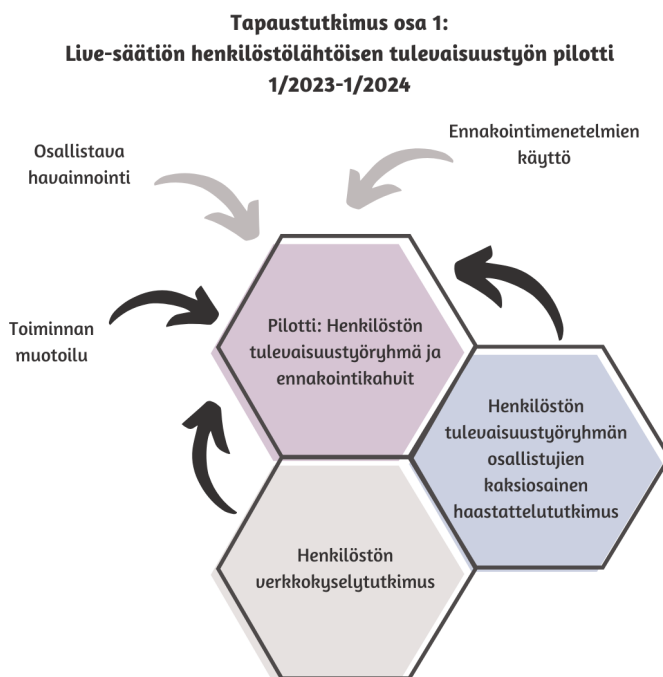 Tapaustutkimus osa 1:
Live-säätiön henkilöstölähtöisen tulevaisuustyön pilotti
1/2023-1/2024
Ennakointimenetelmien
käyttö
Osallistava
havainnointi
Toiminnan
muotoilu
Pilotti: Henkilöstön
tulevaisuustyöryhmä ja
ennakointikahvit
Henkilöstön
tulevaisuustyöryhmän
osallistujien
kaksiosainen
haastattelututkimus
Henkilöstön
verkkokyselytutkimus